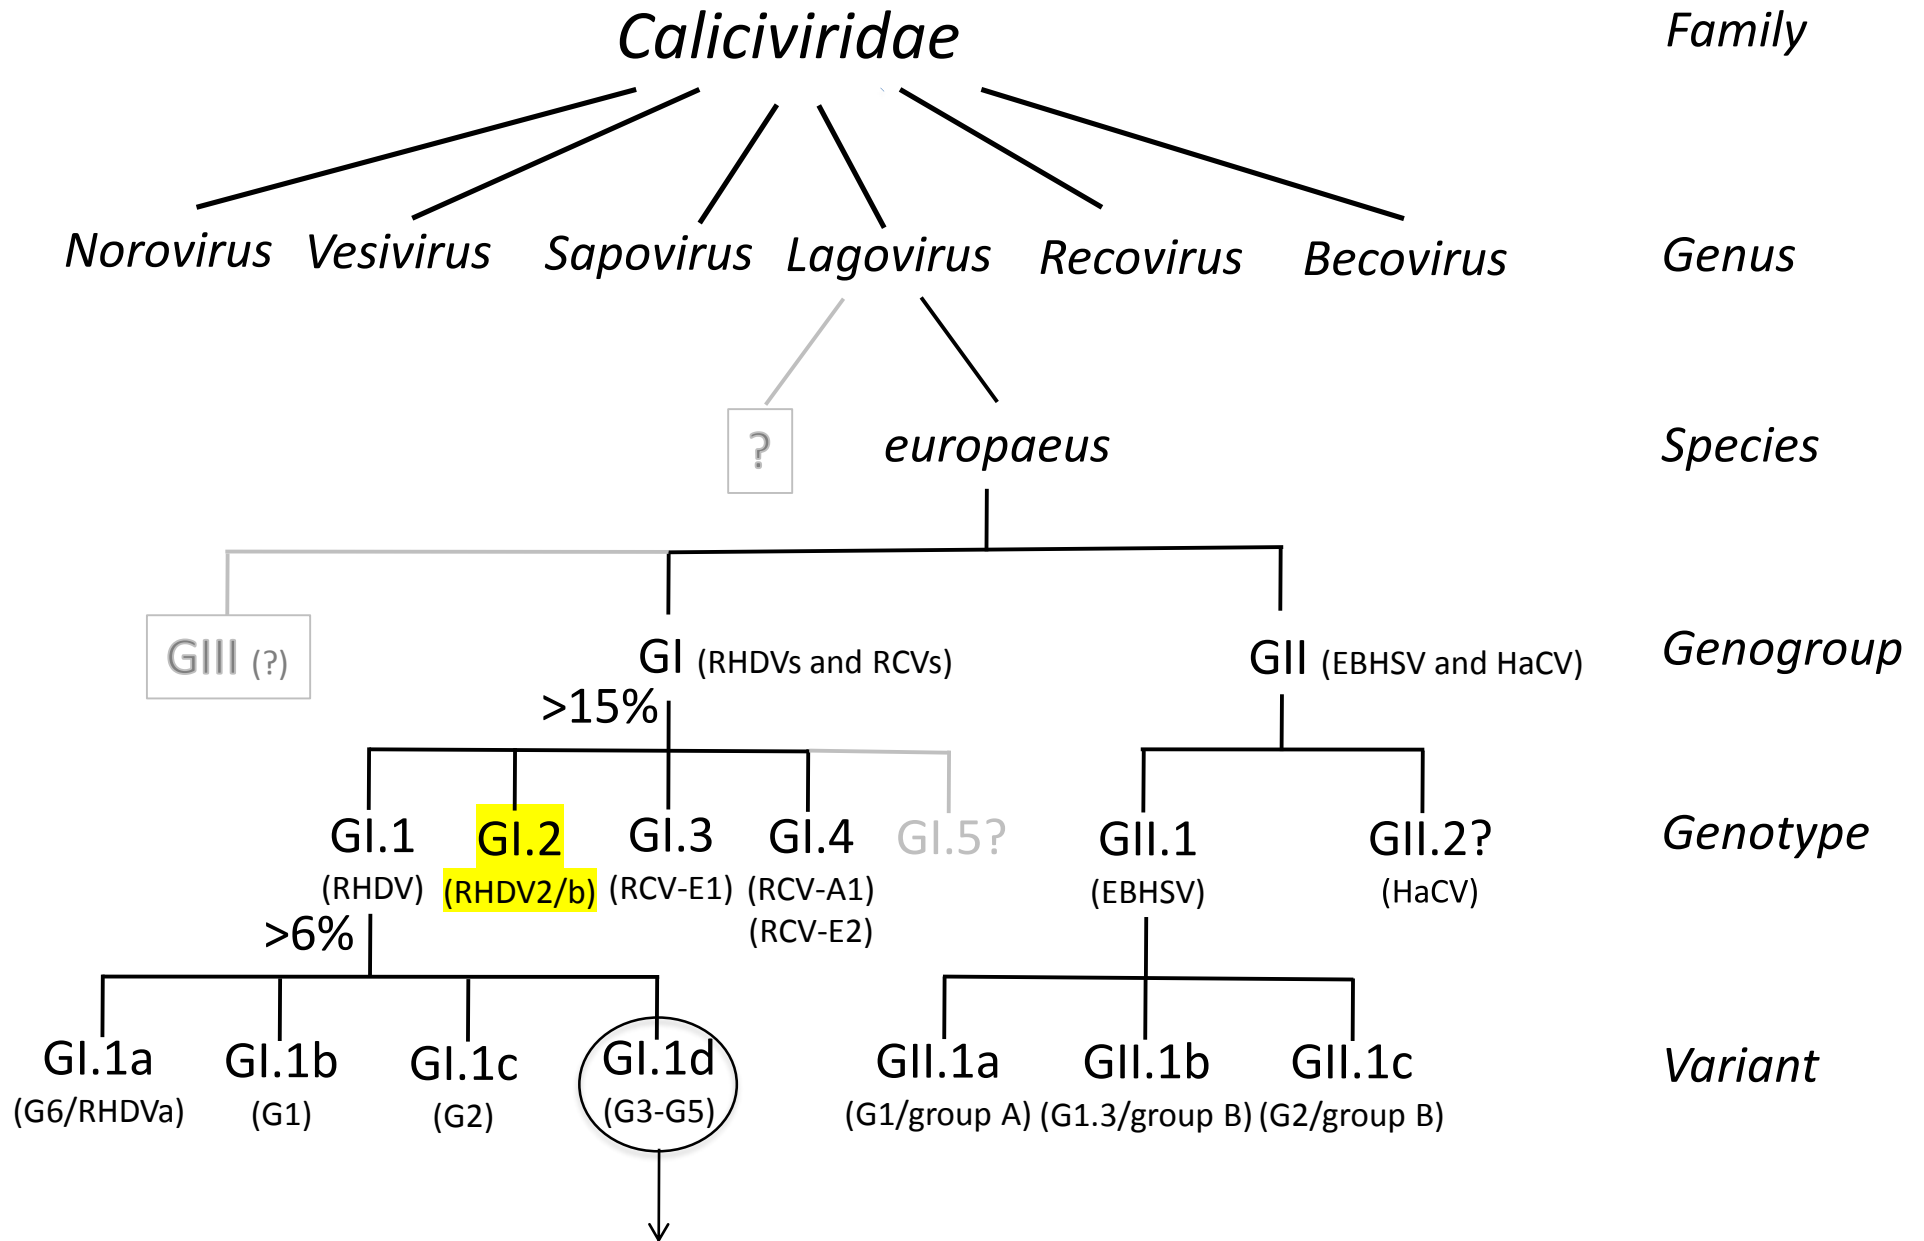 Caliciviridae Family
Norovirus Vesivirus Sapovirus Lagovirus Recovirus Becovirus Genus
? europaeus Species
GIII (?) GI (RHDVs and RCVs) GII (EBHSV and HaCV) Genogroup
>15%
GI.1 GI.2 GI.3 GI.4 GI.5? GII.1 GII.2? Genotype
(RHDV) (RHDV2/b) (RCV-E1) (RCV-A1) (EBHSV) (HaCV)
(RCV-E2)
>6%
GI.1a GI.1b GI.1c GI.1d GII.1a GII.1b GII.1c Variant
(G6/RHDVa) (G1) (G2) (G3-G5) (G1/group A) (G1.3/group B) (G2/group B)